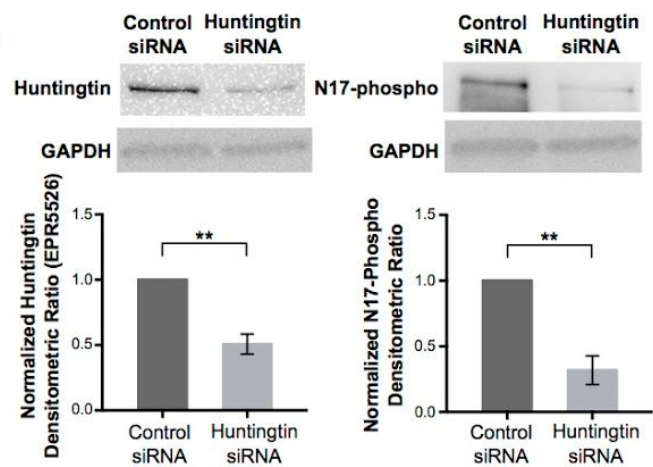 Control Huntingtin
siRNA siRNA
Huntingtin
GAPDH
Normalized Huntingtin
Densitometric Ratio (EPR5526)
1.5
1.0
0.5
0.0
**
Control Huntingtin
siRNA siRNA
Control Huntingtin
siRNA siRNA
N17-phospho
GAPDH
Normalized N17-Phospho
Densitometric Ratio
1.5
1.0
0.5
0.0
**
Control Huntingtin
siRNA siRNA